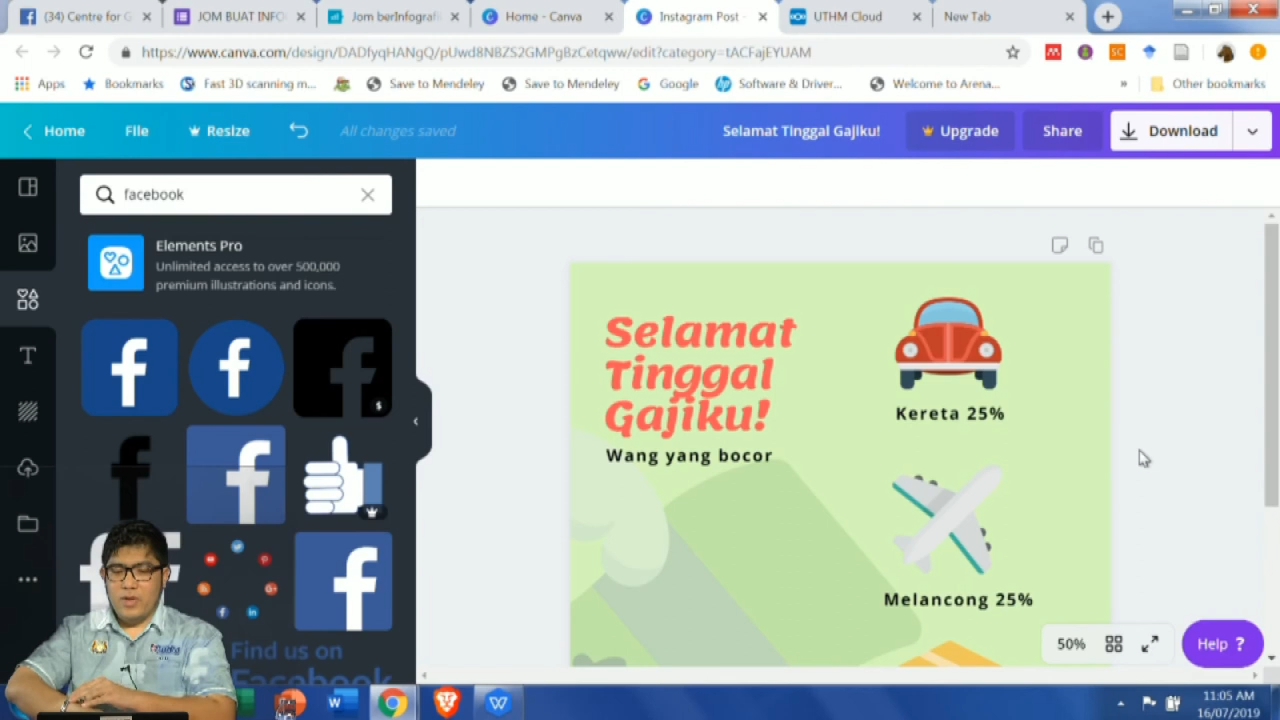 (34) Centre for G
JOM BUAT INFO
Jom berInfografi
Home - Canva
Instagram Post -
UTHM Cloud
New Tab
https://www.canva.com/design/DADfyqHANgQ/pUwd8NBZS2GMPgBzCetqww/edit?category=tACFajEYUAM
SC
Apps
Bookmarks
Fast 3D scanning m...
Save to Mendeley
Save to Mendeley
Google
Software & Driver...
Welcome to Arena...
»
Other bookmarks
Home
File
Resize
All changes saved
Selamat Tinggal Gajiku!
Upgrade
Share
Download
facebook
Elements Pro
Unlimited access to over 500,000
premium illustrations and icons.
Selamat
Tinggal
Gajiku!
Wang yang bocor
Kereta 25%
Melancong 25%
Find us on
Facebook
50%
Help ?
11:05 AM
16/07/2019